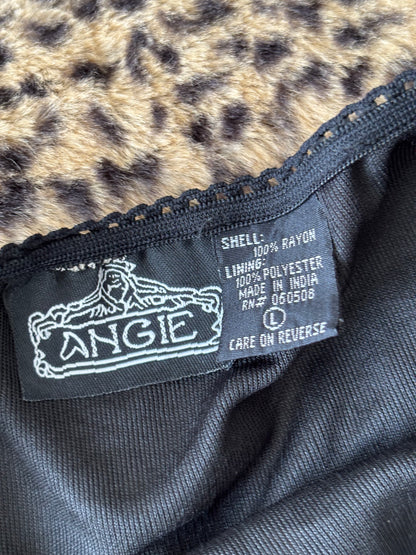 ANGIE
SHELL:
100% RAYON
LINING:
100% POLYESTER
MADE IN INDIA
RN# 060508
L
CARE ON REVERSE